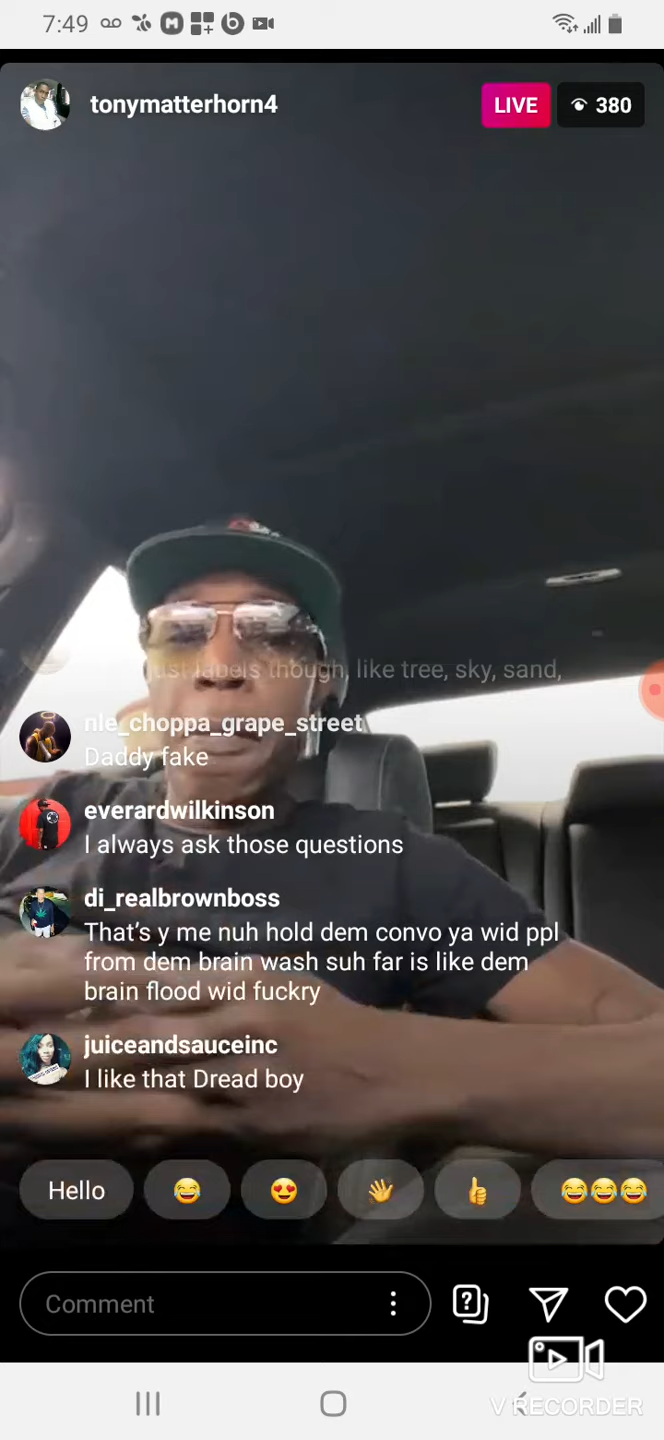 7:49
tonymatterhorn4
LIVE
380
just labels though, like tree, sky, sand,
nle_choppa_grape_street
Daddy fake
everardwilkinson
I always ask those questions
di_realbrownboss
That's y me nuh hold dem convo ya wid ppl
from dem brain wash suh far is like dem
brain flood wid fuckry
juiceandsauceinc
I like that Dread boy
Hello
Comment
V RECORDER